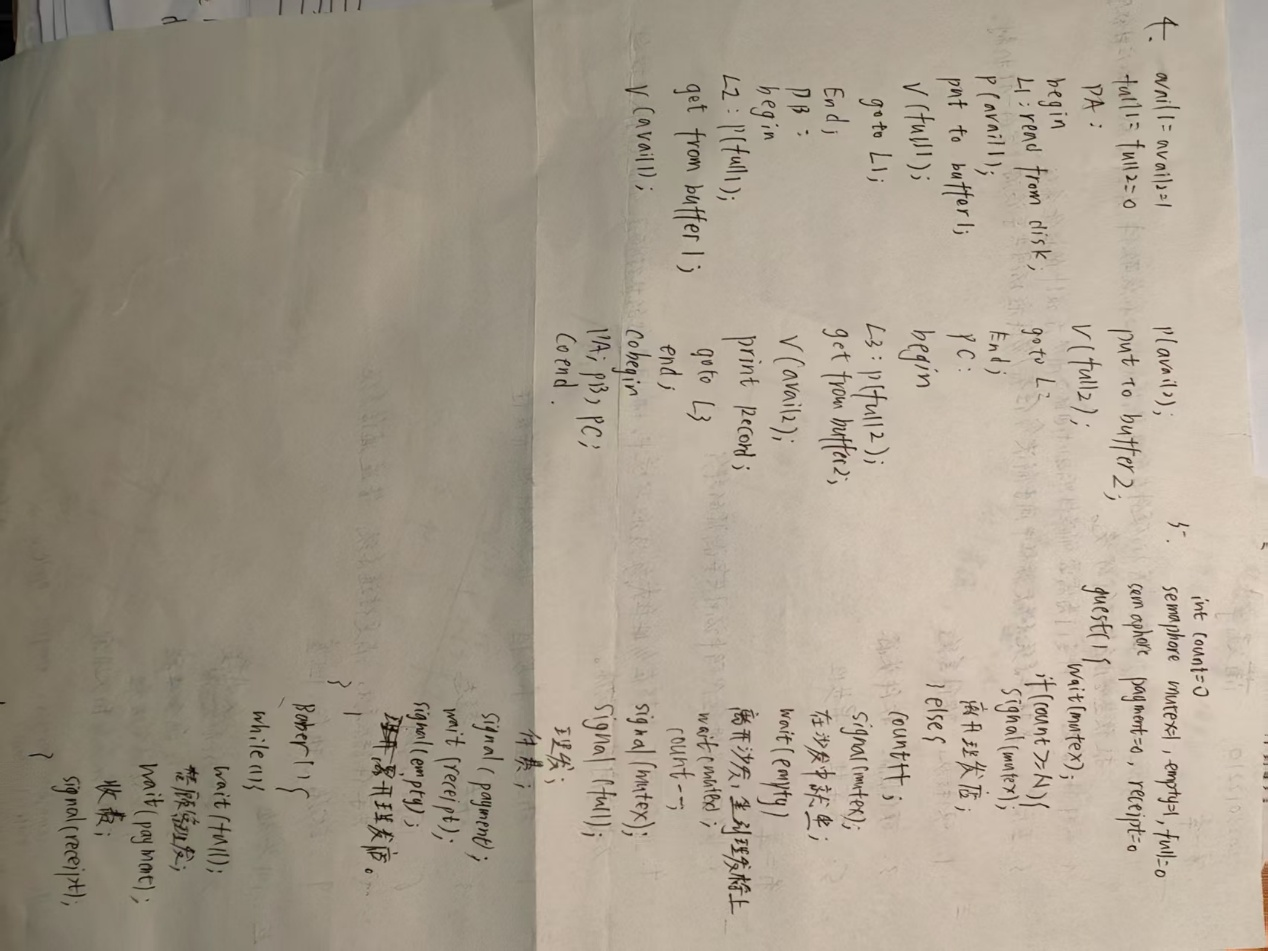 4. avail1=avail2=1
full1=full2=0
PA:
begin
L1: read from disk;
P(avail1);
put to buffer1;
V(full1);
goto L1;
End;
PB:
begin
L2: P(full1);
get from buffer1;
V(avail1);
P(avail2);
put to buffer2;
V(full2);
goto L2
End;
PC:
begin
L3: P(full2);
get from buffer2;
V(avail2);
print record;
goto L3
end;
cobegin
PA; PB; PC;
Coend.
5.
int count=0
semaphore mutex=1, empty=1, full=0
semaphore payment=0, receipt=0
guest(){
wait(mutex);
if(count>=N){
signal(mutex);
离开理发店;
}else{
count++;
signal(mutex);
在沙发中就坐;
wait(empty)
离开沙发,坐到理发椅上
wait(mutex);
count--;
signal(mutex);
signal(full);
理发;
付费;
signal(payment);
wait(receipt);
signal(empty);
离开理发店。
}
}
Baber(){
while(1){
wait(full);
替顾客理发;
wait(payment);
收费;
signal(receipt);
}